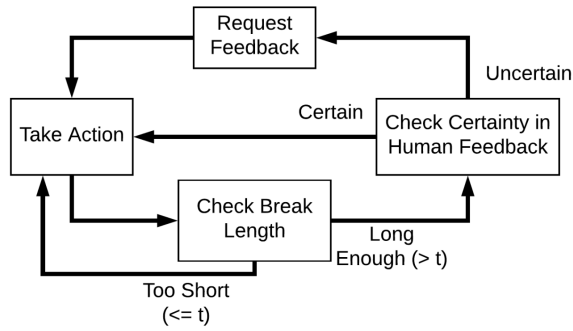 Request
Feedback
Uncertain
Certain
Take Action
Check Certainty in
Human Feedback
Check Break
Length
Long
Enough (> t)
Too Short
(<= t)